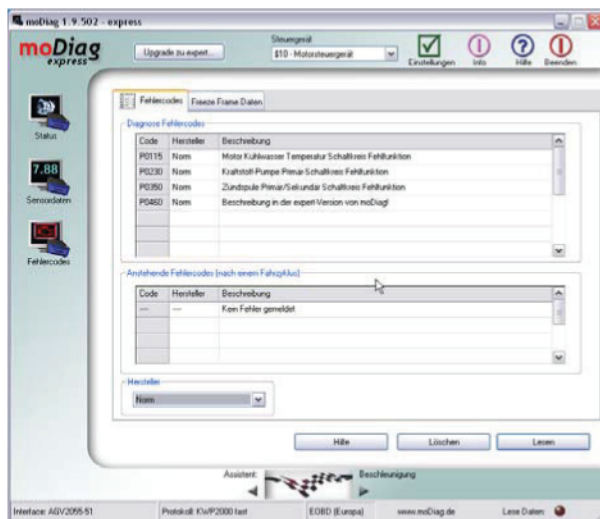 moDiag 1.9.502 - express
moDiag
express
Upgrade zu expert...
Steuergerät
$10 - Motorsteuergerät
Einstellungen
Info
Hilfe
Beenden
Status
7.88
Sensordaten
Fehlercodes
Fehlercodes
Freeze Frame Daten
Diagnose Fehlercodes
Code Hersteller Beschreibung
P0115 Norm Motor Kühlwasser Temperatur Schaltkreis Fehlfunktion
P0230 Norm Kraftstoff-Pumpe Primär Schaltkreis Fehlfunktion
P0350 Norm Zündspule Primär/Sekundär Schaltkreis Fehlfunktion
P0460 Norm Beschreibung in der expert-Version von moDiag!
Anstehende Fehlercodes (nach einem Fahrzyklus)
Code Hersteller Beschreibung
--- --- Kein Fehler gemeldet
Hersteller
Norm
Hilfe
Löschen
Lesen
Assistent:
Beschleunigung
Interface: AGV2055-51
Protokoll: KWP2000 fast
EOBD (Europa)
www.moDiag.de
Lese Daten: